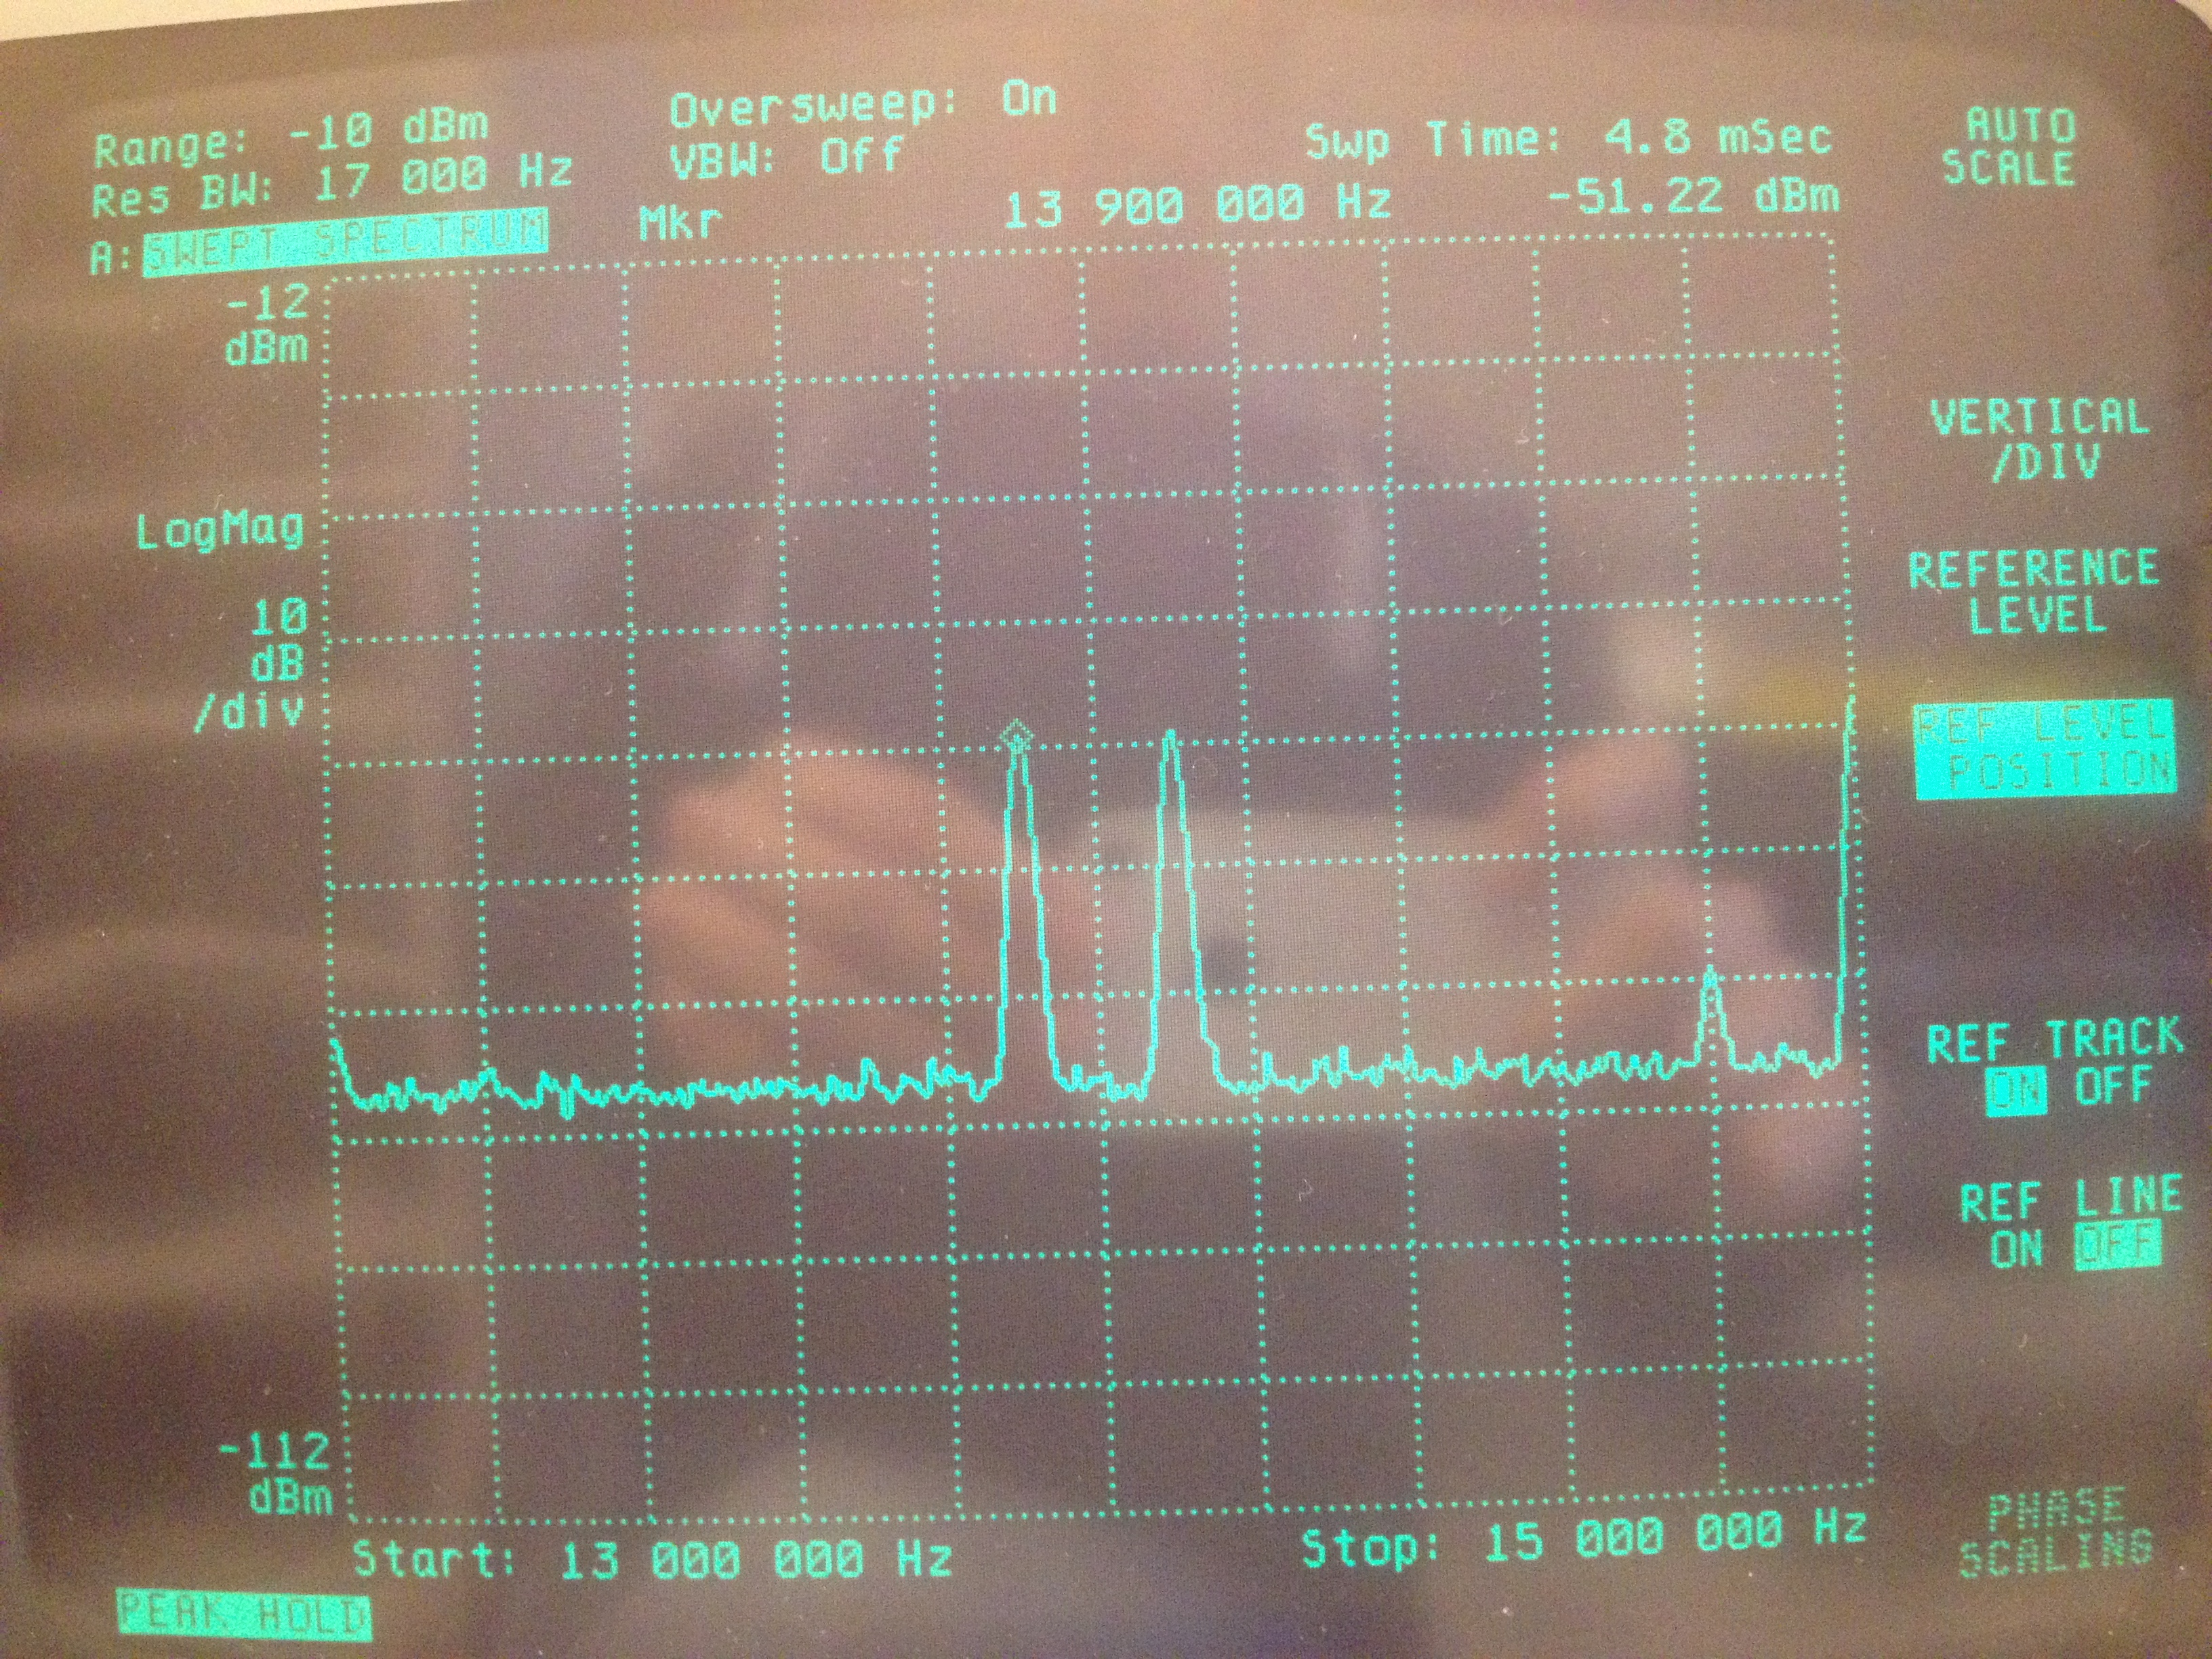 Range: -10 dBm
Oversweep: On
Res BW: 17 000 Hz
VBW: Off
Swp Time: 4.8 mSec
A: SWEPT SPECTRUM
Mkr 13 900 000 Hz -51.22 dBm
-12
dBm
LogMag
10
dB
/div
-112
dBm
Start: 13 000 000 Hz
Stop: 15 000 000 Hz
PEAK HOLD
AUTO
SCALE
VERTICAL
/DIV
REFERENCE
LEVEL
REF LEVEL
POSITION
REF TRACK
ON OFF
REF LINE
ON OFF
PHASE
SCALING